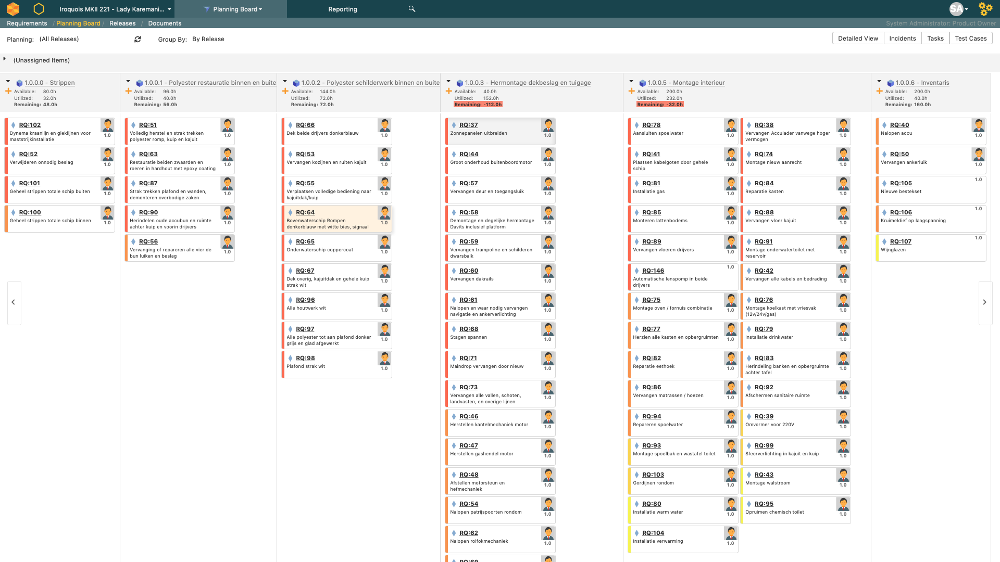 Iroquois MKII 221 - Lady Karemani...
Planning Board
Reporting
SA
Requirements / Planning Board / Releases / Documents
System Administrator: Product Owner
Planning: (All Releases)
Group By: By Release
Detailed View
Incidents
Tasks
Test Cases
(Unassigned Items)
1.0.0.0 - Strippen
Available: 80.0h
Utilized: 32.0h
Remaining: 48.0h
RQ:102
1.0
Dynema kraanlijn en gieklijnen voor
maststrijkinstallatie
RQ:52
1.0
Verwijderen onnodig beslag
RQ:101
1.0
Geheel strippen totale schip buiten
RQ:100
1.0
Geheel strippen totale schip binnen
1.0.0.1 - Polyester restauratie binnen en buite
Available: 96.0h
Utilized: 40.0h
Remaining: 56.0h
RQ:51
1.0
Volledig herstel en strak trekken
polyester romp, kuip en kajuit
RQ:63
1.0
Restauratie beiden zwaarden en
roeren in hardhout met epoxy coating
RQ:87
1.0
Strak trekken plafond en wanden,
demonteren overbodige zaken
RQ:90
1.0
Herindelen oude accubun en ruimte
achter kuip en voorin drijvers
RQ:56
1.0
Vervanging of repareren alle vier de
bun luiken en beslag
1.0.0.2 - Polyester schilderwerk binnen en buite
Available: 144.0h
Utilized: 72.0h
Remaining: 72.0h
RQ:66
1.0
Dek beide drijvers donkerblauw
RQ:53
1.0
Vervangen kozijnen en ruiten kajuit
RQ:55
1.0
Verplaatsen volledige bediening naar
kajuitdak/kuip
RQ:64
1.0
Bovenwaterschip Rompen
donkerblauw met witte bies, signaal
RQ:65
1.0
Onderwaterschip coppercoat
RQ:67
1.0
Dek overig, kajuitdak en gehele kuip
strak wit
RQ:96
1.0
Alle houtwerk wit
RQ:97
1.0
Alle polyester tot aan plafond donker
grijs en glad afgewerkt
RQ:98
1.0
Plafond strak wit
1.0.0.3 - Hermontage dekbeslag en tuigage
Available: 40.0h
Utilized: 152.0h
Remaining: -112.0h
RQ:37
1.0
Zonnepanelen uitbreiden
RQ:44
1.0
Groot onderhoud buitenboordmotor
RQ:57
1.0
Vervangen deur en toegangsluik
RQ:58
1.0
Demontage en degelijke hermontage
Davits inclusief platform
RQ:59
1.0
Vervangen trampoline en schilderen
dwarsbalk
RQ:60
1.0
Vervangen dakrails
RQ:61
1.0
Nalopen en waar nodig vervangen
navigatie en ankerverlichting
RQ:68
1.0
Stagen spannen
RQ:71
1.0
Maindrop vervangen door nieuw
RQ:73
1.0
Vervangen alle vallen, schoten,
landvasten, en overige lijnen
RQ:46
1.0
Herstellen kantelmechaniek motor
RQ:47
1.0
Herstellen gashendel motor
RQ:48
1.0
Afstellen motorsteun en
hefmechaniek
RQ:54
1.0
Nalopen patrijspoorten rondom
RQ:62
1.0
Nalopen rolfokmechaniek
RQ:69
1.0.0.5 - Montage interieur
Available: 200.0h
Utilized: 232.0h
Remaining: -32.0h
RQ:78
1.0
Aansluiten spoelwater
RQ:38
1.0
Vervangen Acculader vanwege hoger
vermogen
RQ:41
1.0
Plaatsen kabelgoten door gehele
schip
RQ:74
1.0
Montage nieuw aanrecht
RQ:81
1.0
Installatie gas
RQ:84
1.0
Reparatie kasten
RQ:85
1.0
Monteren lattenbodems
RQ:88
1.0
Vervangen vloer kajuit
RQ:89
1.0
Vervangen vloeren drijvers
RQ:91
1.0
Montage onderwatertoilet met
reservoir
RQ:146
1.0
Automatische lenspomp in beide
drijvers
RQ:42
1.0
Vervangen alle kabels en bedrading
RQ:75
1.0
Montage oven / fornuis combinatie
RQ:76
1.0
Montage koelkast met vriesvak
(12v/24v/gas)
RQ:77
1.0
Herzien alle kasten en opbergruimten
RQ:79
1.0
Installatie drinkwater
RQ:82
1.0
Reparatie eethoek
RQ:83
1.0
Herindeling banken en opbergruimte
achter tafel
RQ:86
1.0
Vervangen matrassen / hoezen
RQ:92
1.0
Afschermen sanitaire ruimte
RQ:94
1.0
Repareren spoelwater
RQ:39
1.0
Omvormer voor 220V
RQ:93
1.0
Montage spoelbak en wastafel toilet
RQ:99
1.0
Sfeerverlichting in kajuit en kuip
RQ:103
1.0
Gordijnen rondom
RQ:43
1.0
Montage walstroom
RQ:80
1.0
Installatie warm water
RQ:95
1.0
Opruimen chemisch toilet
RQ:104
1.0
Installatie verwarming
1.0.0.6 - Inventaris
Available: 200.0h
Utilized: 40.0h
Remaining: 160.0h
RQ:40
1.0
Nalopen accu
RQ:50
1.0
Vervangen ankerluik
RQ:105
1.0
Nieuwe bestekset
RQ:106
1.0
Kruimeldief op laagspanning
RQ:107
1.0
Wijnglazen